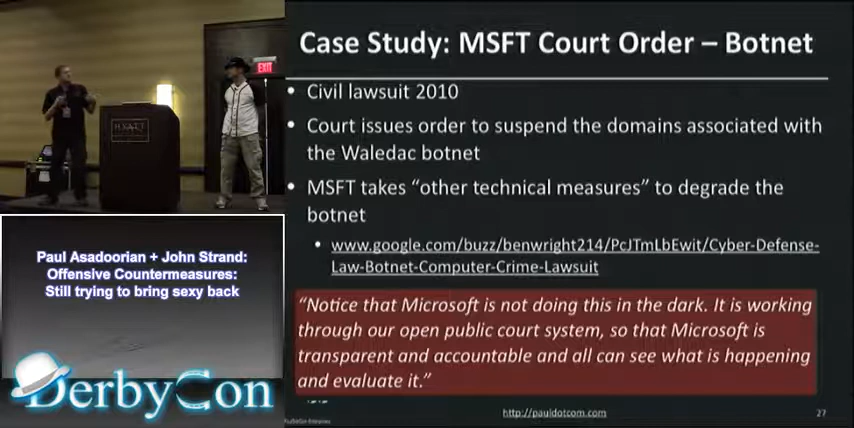 Case Study: MSFT Court Order – Botnet
• Civil lawsuit 2010
• Court issues order to suspend the domains associated with
the Waledac botnet
• MSFT takes “other technical measures” to degrade the
botnet
• www.google.com/buzz/benwright214/PcJTmLbEwit/Cyber-Defense-
Law-Botnet-Computer-Crime-Lawsuit
“Notice that Microsoft is not doing this in the dark. It is working
through our open public court system, so that Microsoft is
transparent and accountable and all can see what is happening
and evaluate it.”
http://pauldotcom.com
27
EXIT
HYATT
Paul Asadoorian + John Strand:
Offensive Countermeasures:
Still trying to bring sexy back
DerbyCon